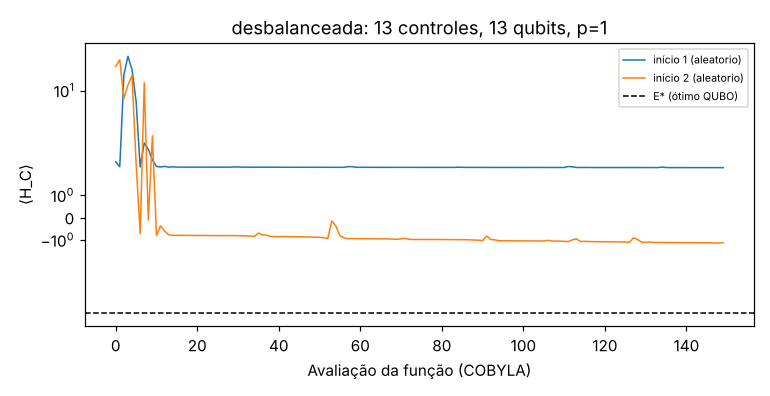 desbalanceada: 13 controles, 13 qubits, p=1
início 1 (aleatorio)
início 2 (aleatorio)
E* (ótimo QUBO)
10¹
10⁰
0
−10⁰
⟨H_C⟩
0 20 40 60 80 100 120 140
Avaliação da função (COBYLA)